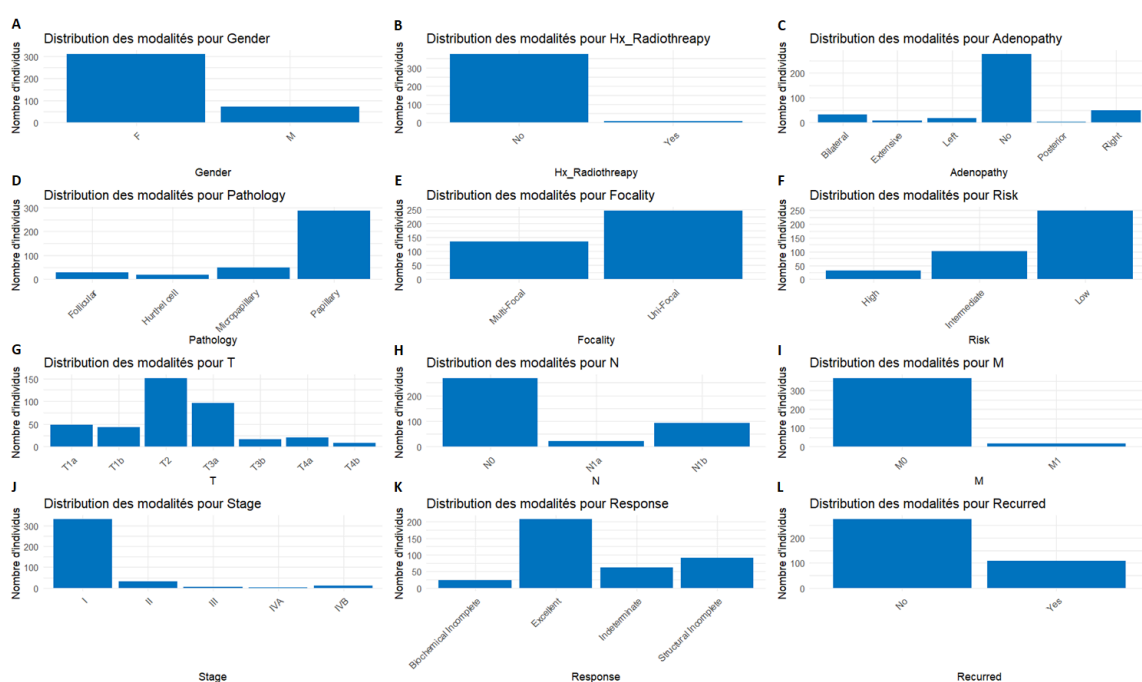 A
Distribution des modalités pour Gender
Nombre d'individus
300
200
100
0
F
M
Gender
B
Distribution des modalités pour Hx_Radiothreapy
Nombre d'individus
300
200
100
0
No
Yes
Hx_Radiothreapy
C
Distribution des modalités pour Adenopathy
Nombre d'individus
200
100
0
Bilateral
Extensive
Left
No
Posterior
Right
Adenopathy
D
Distribution des modalités pour Pathology
Nombre d'individus
300
200
100
0
Follicular
Hurthel cell
Micropapillary
Papillary
Pathology
E
Distribution des modalités pour Focality
Nombre d'individus
250
200
150
100
50
0
Multi-Focal
Uni-Focal
Focality
F
Distribution des modalités pour Risk
Nombre d'individus
250
200
150
100
50
0
High
Intermediate
Low
Risk
G
Distribution des modalités pour T
Nombre d'individus
150
100
50
0
T1a
T1b
T2
T3a
T3b
T4a
T4b
T
H
Distribution des modalités pour N
Nombre d'individus
200
100
0
N0
N1a
N1b
N
I
Distribution des modalités pour M
Nombre d'individus
300
200
100
0
M0
M1
M
J
Distribution des modalités pour Stage
Nombre d'individus
300
200
100
0
I
II
III
IVA
IVB
Stage
K
Distribution des modalités pour Response
Nombre d'individus
200
150
100
50
0
Biochemical Incomplete
Excellent
Indeterminate
Structural Incomplete
Response
L
Distribution des modalités pour Recurred
Nombre d'individus
200
100
0
No
Yes
Recurred